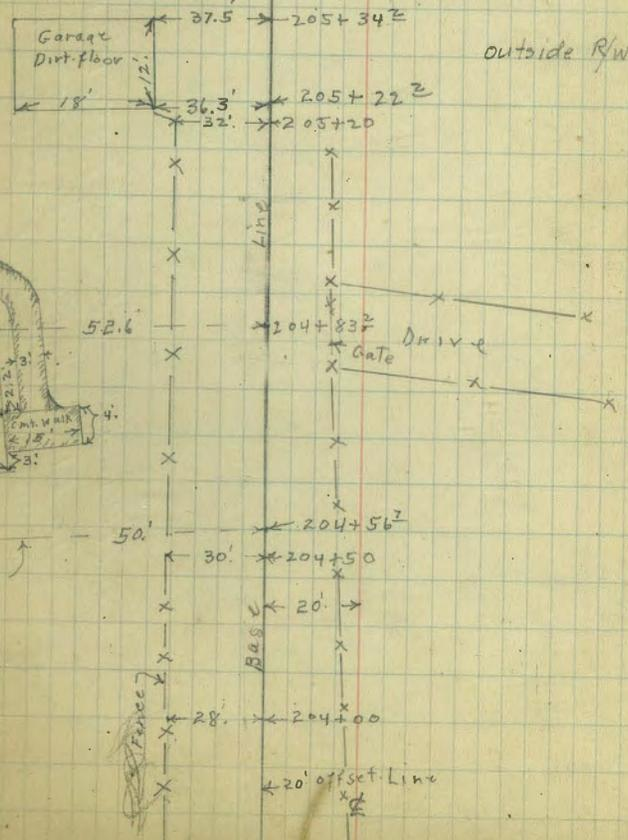 37.5 205+34²
Garage
Dirt floor
12'
outside R/W
18' 36.3' 205+22²
32' 205+20
Line
52.6' 204+83²
Drive
Gate
3'
2.2'
cmt. walk
4'
15'
3'
50' 204+56⁷
30' 204+50
20'
Base
Fence
28' 204+00
20' offset Line
℄